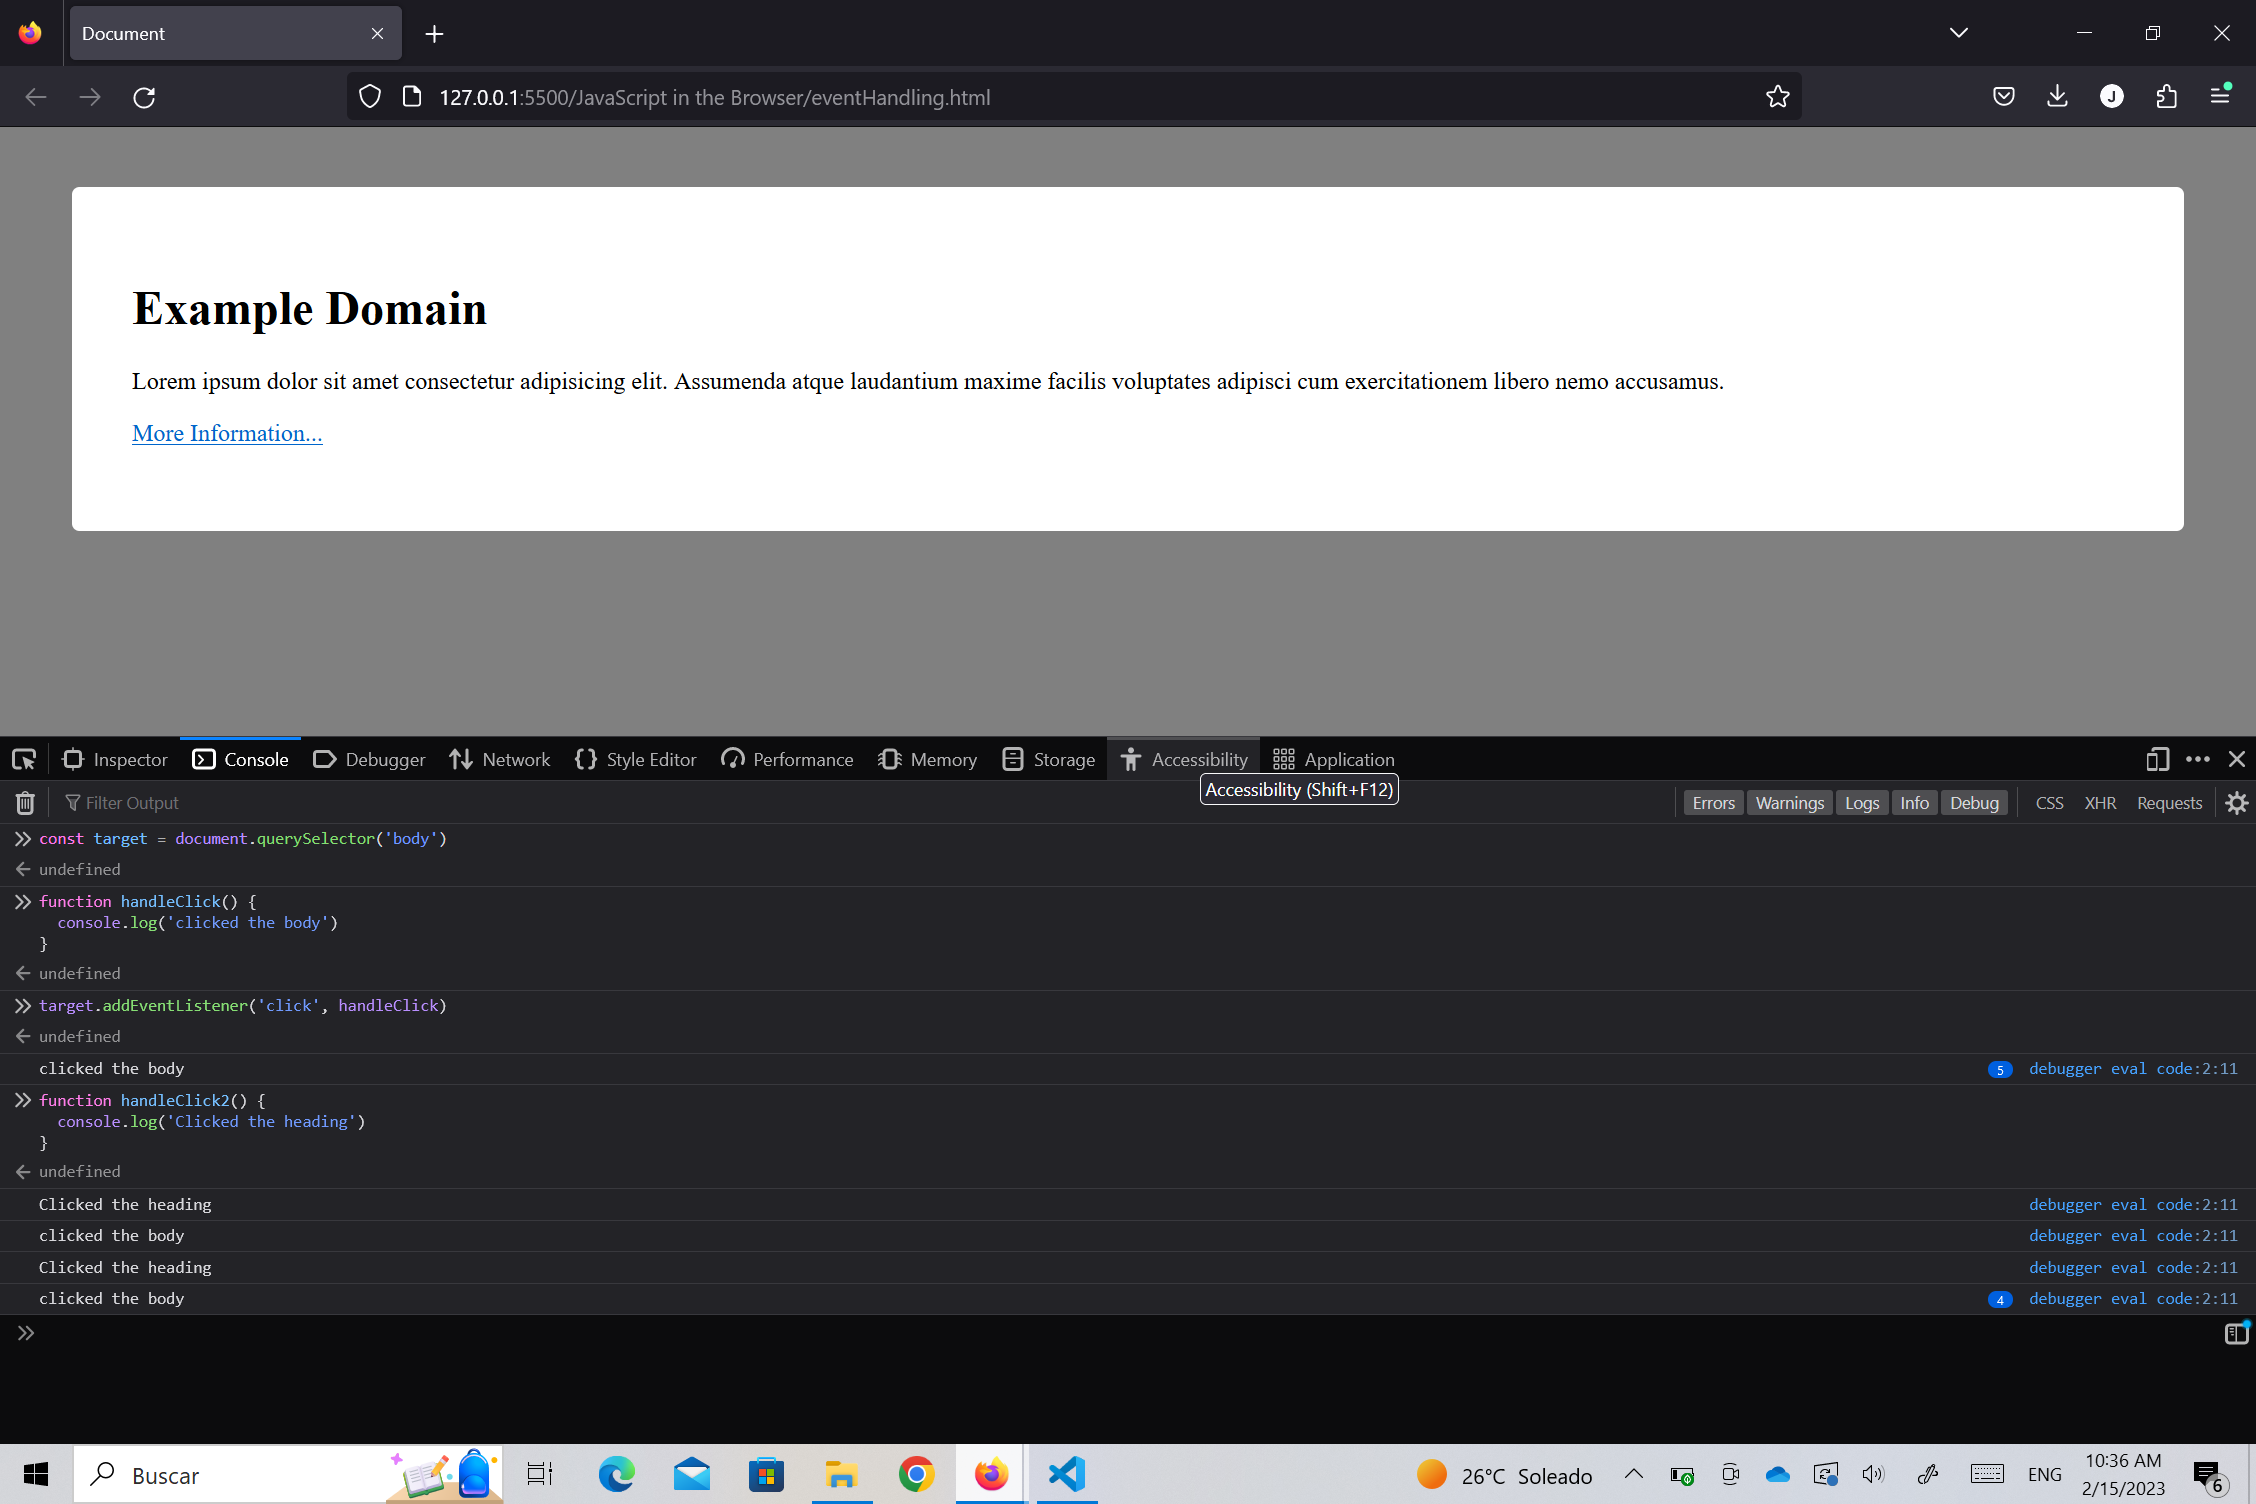 Document
127.0.0.1:5500/JavaScript in the Browser/eventHandling.html
J
Example Domain
Lorem ipsum dolor sit amet consectetur adipisicing elit. Assumenda atque laudantium maxime facilis voluptates adipisci cum exercitationem libero nemo accusamus.
More Information...
Inspector Console Debugger Network Style Editor Performance Memory Storage Accessibility Application
Accessibility (Shift+F12)
Filter Output Errors Warnings Logs Info Debug CSS XHR Requests
const target = document.querySelector('body')
undefined
function handleClick() {
console.log('clicked the body')
}
undefined
target.addEventListener('click', handleClick)
undefined
clicked the body 5 debugger eval code:2:11
function handleClick2() {
console.log('Clicked the heading')
}
undefined
Clicked the heading debugger eval code:2:11
clicked the body debugger eval code:2:11
Clicked the heading debugger eval code:2:11
clicked the body 4 debugger eval code:2:11
Buscar
26°C Soleado
ENG
10:36 AM
2/15/2023
6